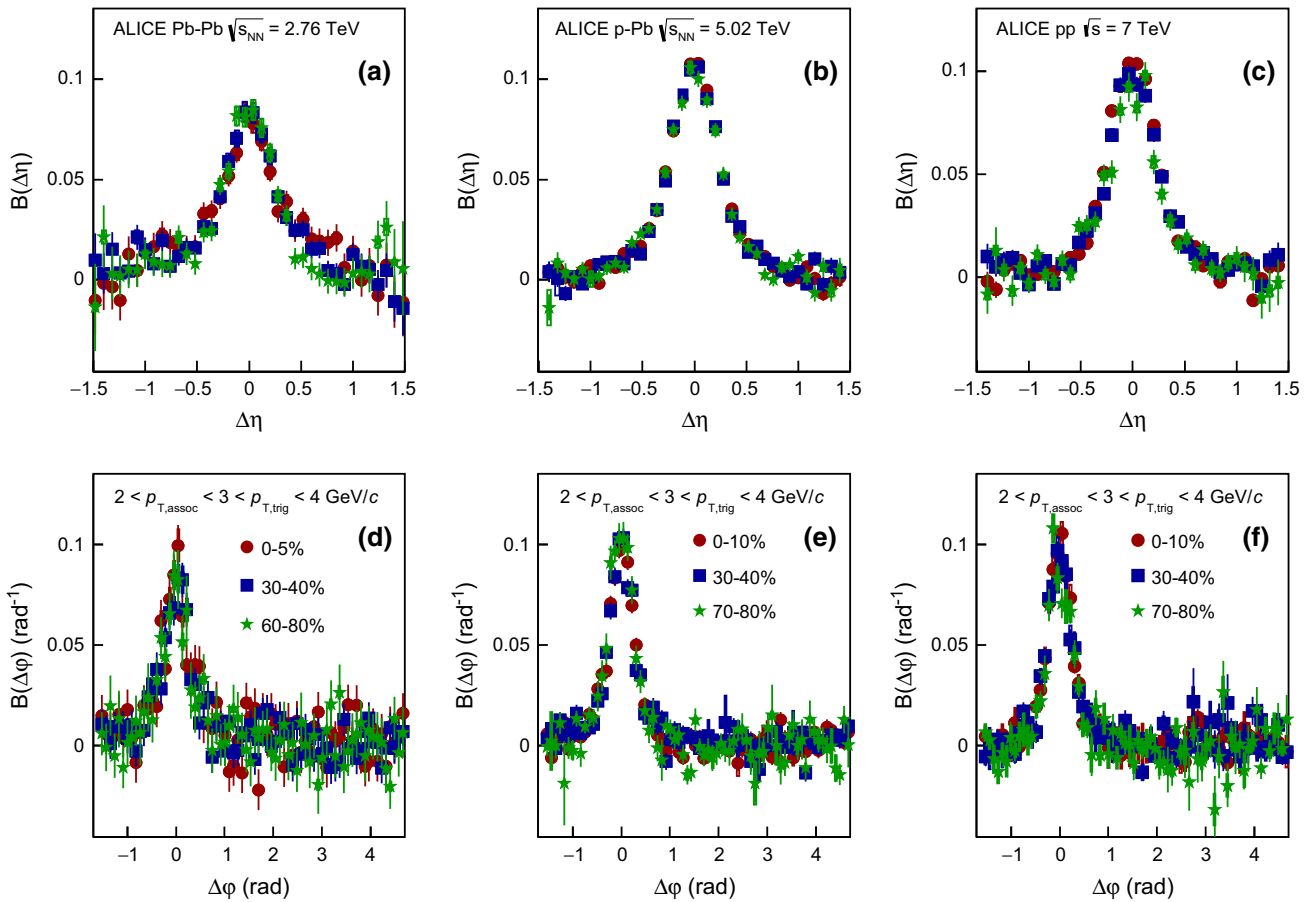 ALICE Pb-Pb √s_NN = 2.76 TeV
(a)
B(Δη)
0.1
0.05
0
−1.5 −1 −0.5 0 0.5 1 1.5
Δη
ALICE p-Pb √s_NN = 5.02 TeV
(b)
B(Δη)
0.1
0.05
0
−1.5 −1 −0.5 0 0.5 1 1.5
Δη
ALICE pp √s = 7 TeV
(c)
B(Δη)
0.1
0.05
0
−1.5 −1 −0.5 0 0.5 1 1.5
Δη
2 < p_T,assoc < 3 < p_T,trig < 4 GeV/c
(d)
0-5%
30-40%
60-80%
B(Δφ) (rad⁻¹)
0.1
0.05
0
−1 0 1 2 3 4
Δφ (rad)
2 < p_T,assoc < 3 < p_T,trig < 4 GeV/c
(e)
0-10%
30-40%
70-80%
B(Δφ) (rad⁻¹)
0.1
0.05
0
−1 0 1 2 3 4
Δφ (rad)
2 < p_T,assoc < 3 < p_T,trig < 4 GeV/c
(f)
0-10%
30-40%
70-80%
B(Δφ) (rad⁻¹)
0.1
0.05
0
−1 0 1 2 3 4
Δφ (rad)